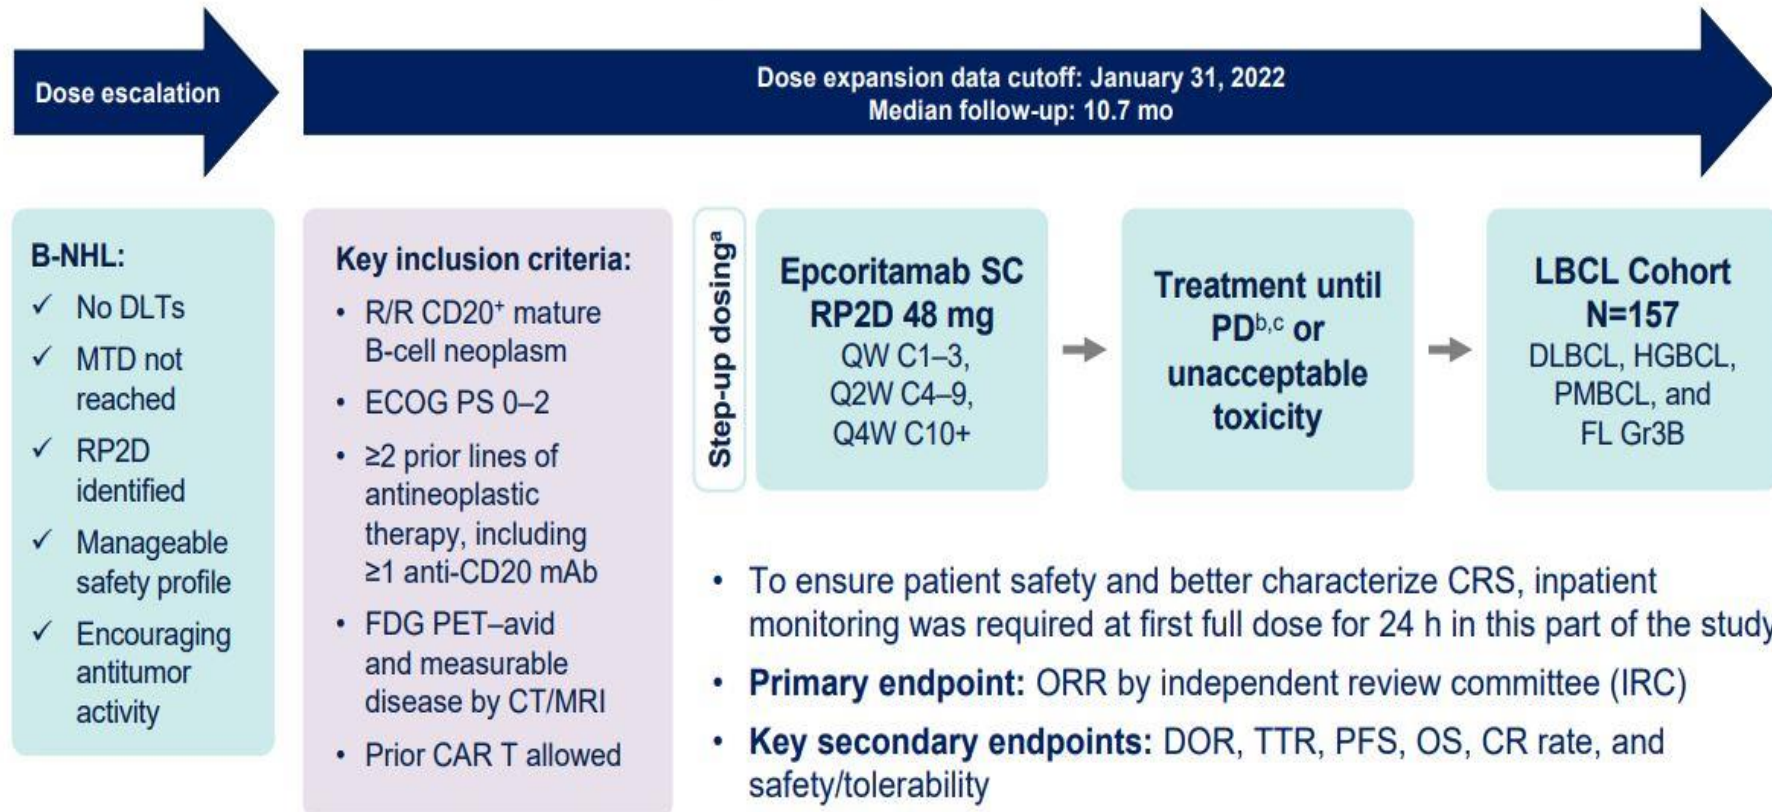 Dose escalation
Dose expansion data cutoff: January 31, 2022
Median follow-up: 10.7 mo
B-NHL:
✓ No DLTs
✓ MTD not
reached
✓ RP2D
identified
✓ Manageable
safety profile
✓ Encouraging
antitumor
activity
Key inclusion criteria:
• R/R CD20⁺ mature
B-cell neoplasm
• ECOG PS 0–2
• ≥2 prior lines of
antineoplastic
therapy, including
≥1 anti-CD20 mAb
• FDG PET–avid
and measurable
disease by CT/MRI
• Prior CAR T allowed
Step-up dosingᵃ
Epcoritamab SC
RP2D 48 mg
QW C1–3,
Q2W C4–9,
Q4W C10+
Treatment until
PDᵇ,ᶜ or
unacceptable
toxicity
LBCL Cohort
N=157
DLBCL, HGBCL,
PMBCL, and
FL Gr3B
• To ensure patient safety and better characterize CRS, inpatient
monitoring was required at first full dose for 24 h in this part of the study
• Primary endpoint: ORR by independent review committee (IRC)
• Key secondary endpoints: DOR, TTR, PFS, OS, CR rate, and
safety/tolerability